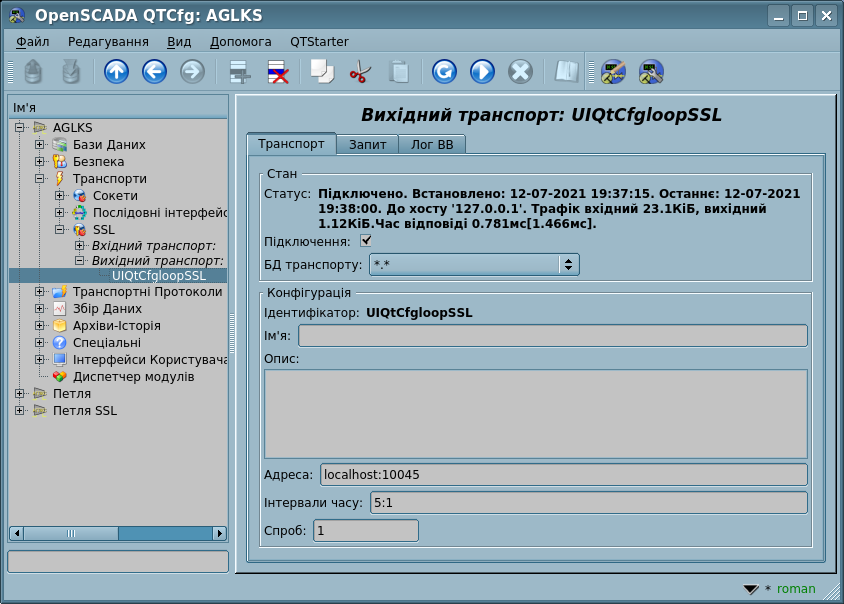 OpenSCADA QTCfg: AGLKS
Файл Редагування Вид Допомога QTStarter
Ім'я
AGLKS
Бази Даних
Безпека
Транспорти
Сокети
Послідовні інтерфейс
SSL
Вхідний транспорт:
Вихідний транспорт:
UIQtCfgloopSSL
Транспортні Протоколи
Збір Даних
Архіви-Історія
Спеціальні
Інтерфейси Користувача
Диспетчер модулів
Петля
Петля SSL
Вихідний транспорт: UIQtCfgloopSSL
Транспорт Запит Лог ВВ
Стан
Статус: Підключено. Встановлено: 12-07-2021 19:37:15. Останнє: 12-07-2021
19:38:00. До хосту '127.0.0.1'. Трафік вхідний 23.1КіБ, вихідний
1.12КіБ.Час відповіді 0.781мс[1.466мс].
Підключення:
БД транспорту: *.*
Конфігурація
Ідентифікатор: UIQtCfgloopSSL
Ім'я:
Опис:
Адреса: localhost:10045
Інтервали часу: 5:1
Спроб: 1
* roman